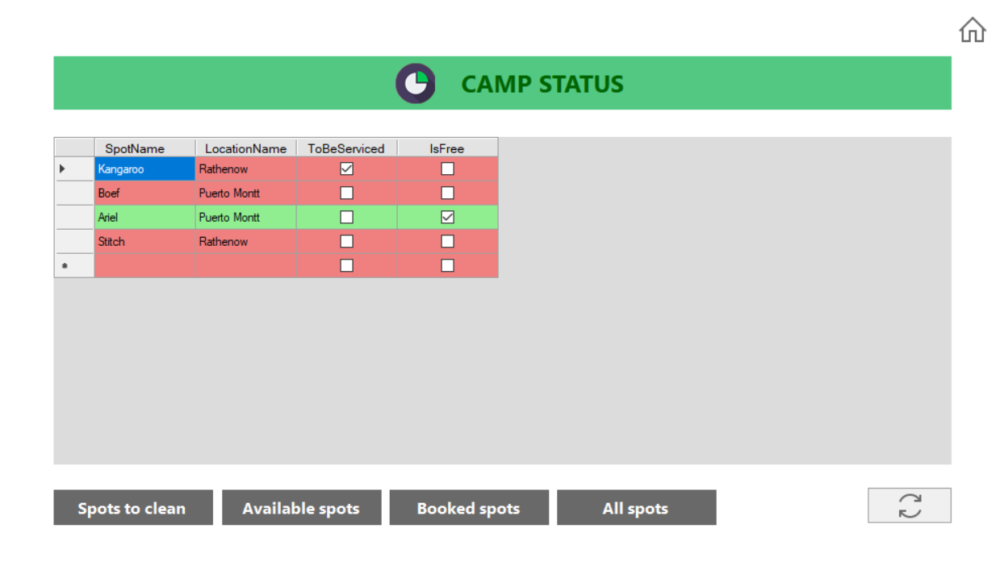 CAMP STATUS
SpotName LocationName ToBeServiced IsFree
Kangaroo Rathenow
Boef Puerto Montt
Ariel Puerto Montt
Stitch Rathenow
Spots to clean Available spots Booked spots All spots